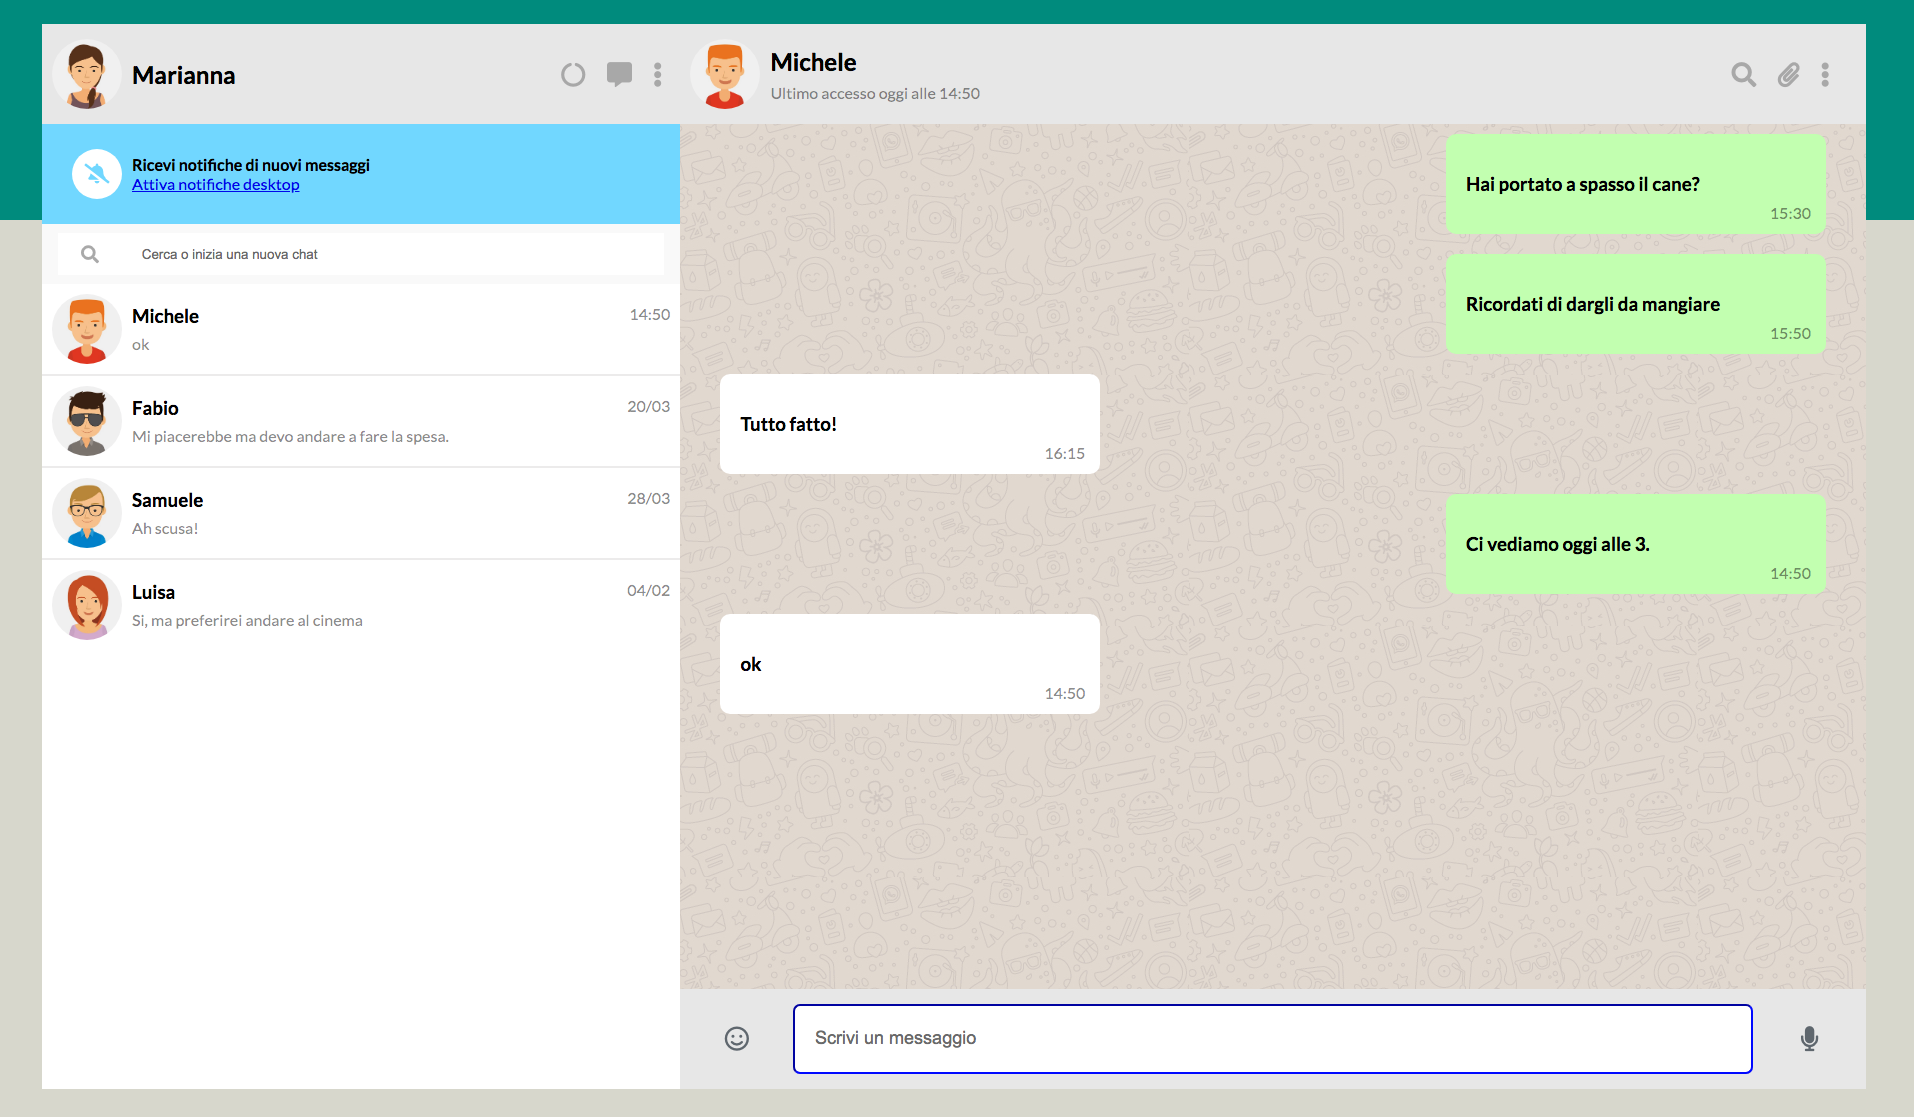 Marianna
Ricevi notifiche di nuovi messaggi
Attiva notifiche desktop
Cerca o inizia una nuova chat
Michele
14:50
ok
Fabio
20/03
Mi piacerebbe ma devo andare a fare la spesa.
Samuele
28/03
Ah scusa!
Luisa
04/02
Si, ma preferirei andare al cinema
Michele
Ultimo accesso oggi alle 14:50
Hai portato a spasso il cane?
15:30
Ricordati di dargli da mangiare
15:50
Tutto fatto!
16:15
Ci vediamo oggi alle 3.
14:50
ok
14:50
Scrivi un messaggio